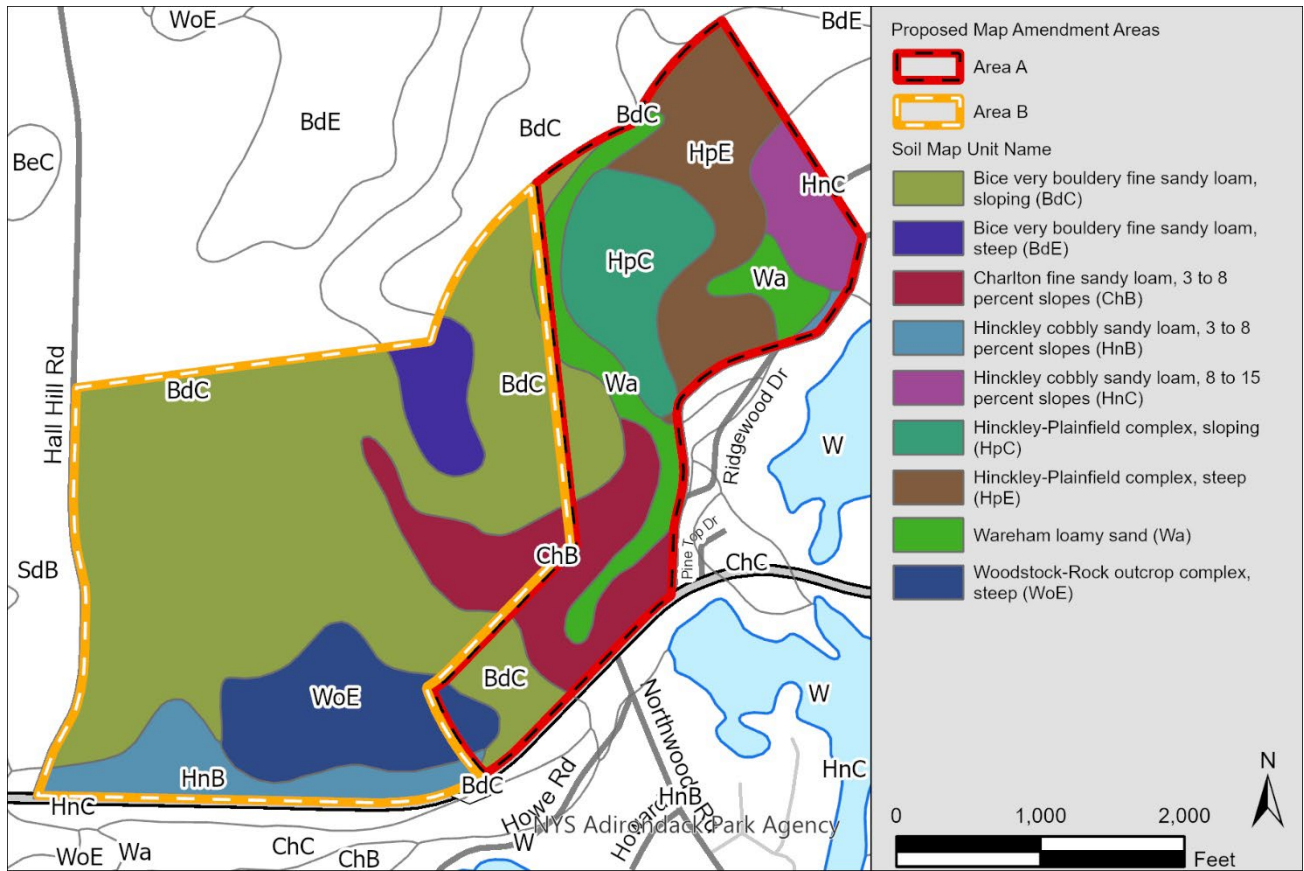 WoE
BdE
BdC
BdC
BdE
BeC
HpE
HnC
HpC
Wa
Hall Hill Rd
BdC
BdC
Wa
Ridgewood Dr
W
Pine Top Dr
ChB
ChC
SdB
BdC
WoE
W
Northwoods Rd
HnB
BdC
HnC
Howe Rd
HnB
HnC
Howard
NYS Adirondack Park Agency
WoE
Wa
ChC
ChB
W
Proposed Map Amendment Areas
Area A
Area B
Soil Map Unit Name
Bice very bouldery fine sandy loam,
sloping (BdC)
Bice very bouldery fine sandy loam,
steep (BdE)
Charlton fine sandy loam, 3 to 8
percent slopes (ChB)
Hinckley cobbly sandy loam, 3 to 8
percent slopes (HnB)
Hinckley cobbly sandy loam, 8 to 15
percent slopes (HnC)
Hinckley-Plainfield complex, sloping
(HpC)
Hinckley-Plainfield complex, steep
(HpE)
Wareham loamy sand (Wa)
Woodstock-Rock outcrop complex,
steep (WoE)
N
0 1,000 2,000
Feet